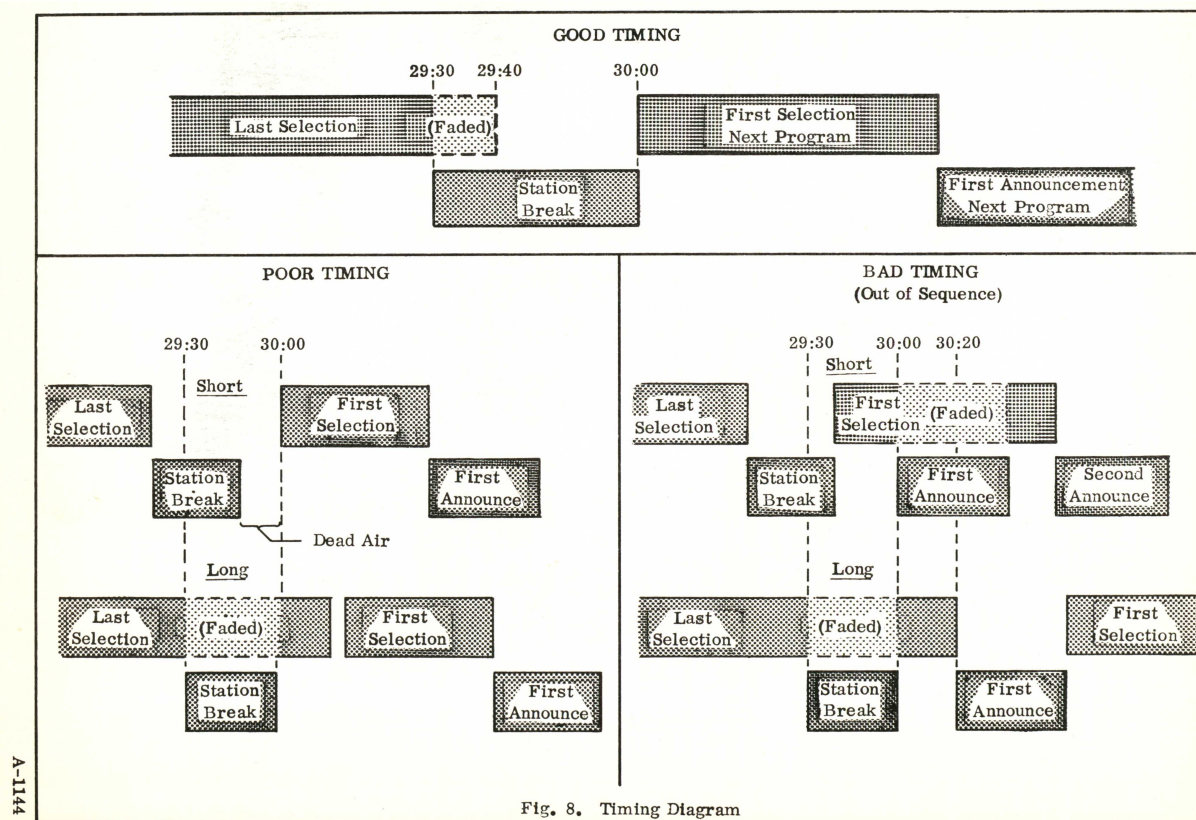 GOOD TIMING
29:30 29:40 30:00
Last Selection
(Faded)
First Selection
Next Program
Station
Break
First Announcement
Next Program
POOR TIMING
29:30 30:00
Short
Last
Selection
First
Selection
Station
Break
First
Announce
Dead Air
Long
Last
Selection
(Faded)
First
Selection
Station
Break
First
Announce
BAD TIMING
(Out of Sequence)
29:30 30:00 30:20
Short
Last
Selection
First
Selection
(Faded)
Station
Break
First
Announce
Second
Announce
Long
Last
Selection
(Faded)
First
Selection
Station
Break
First
Announce
Fig. 8. Timing Diagram
A-1144